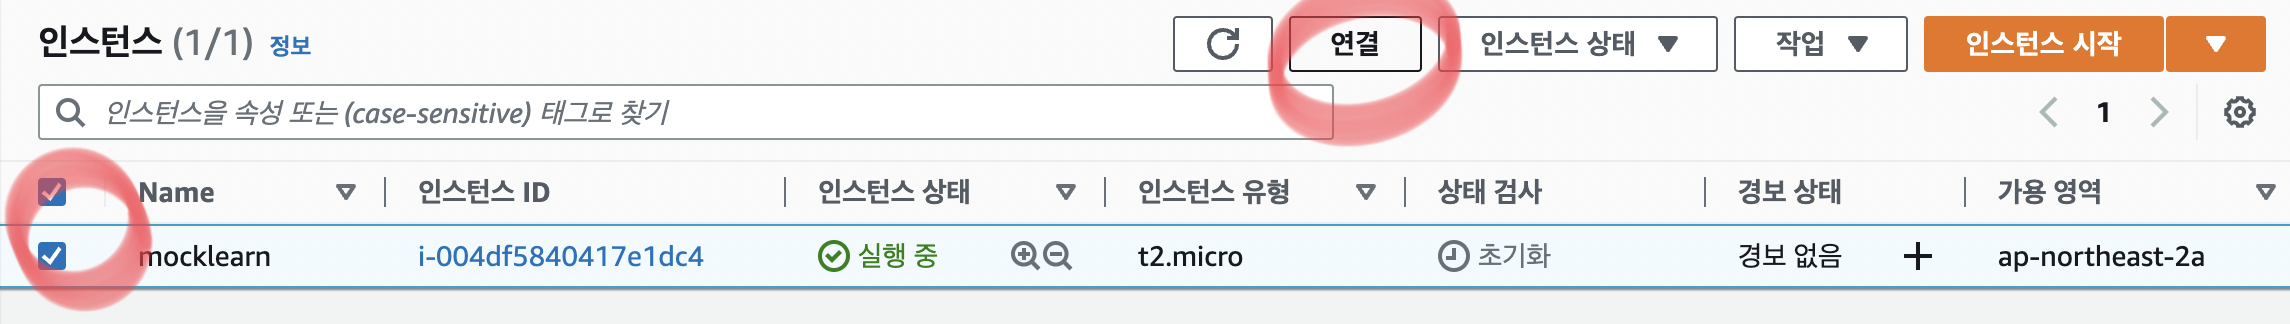 인스턴스 (1/1) 정보 연결 인스턴스 상태 작업 인스턴스 시작
인스턴스을 속성 또는 (case-sensitive) 태그로 찾기 1
Name 인스턴스 ID 인스턴스 상태 인스턴스 유형 상태 검사 경보 상태 가용 영역
mocklearn i-004df5840417e1dc4 실행 중 t2.micro 초기화 경보 없음 ap-northeast-2a